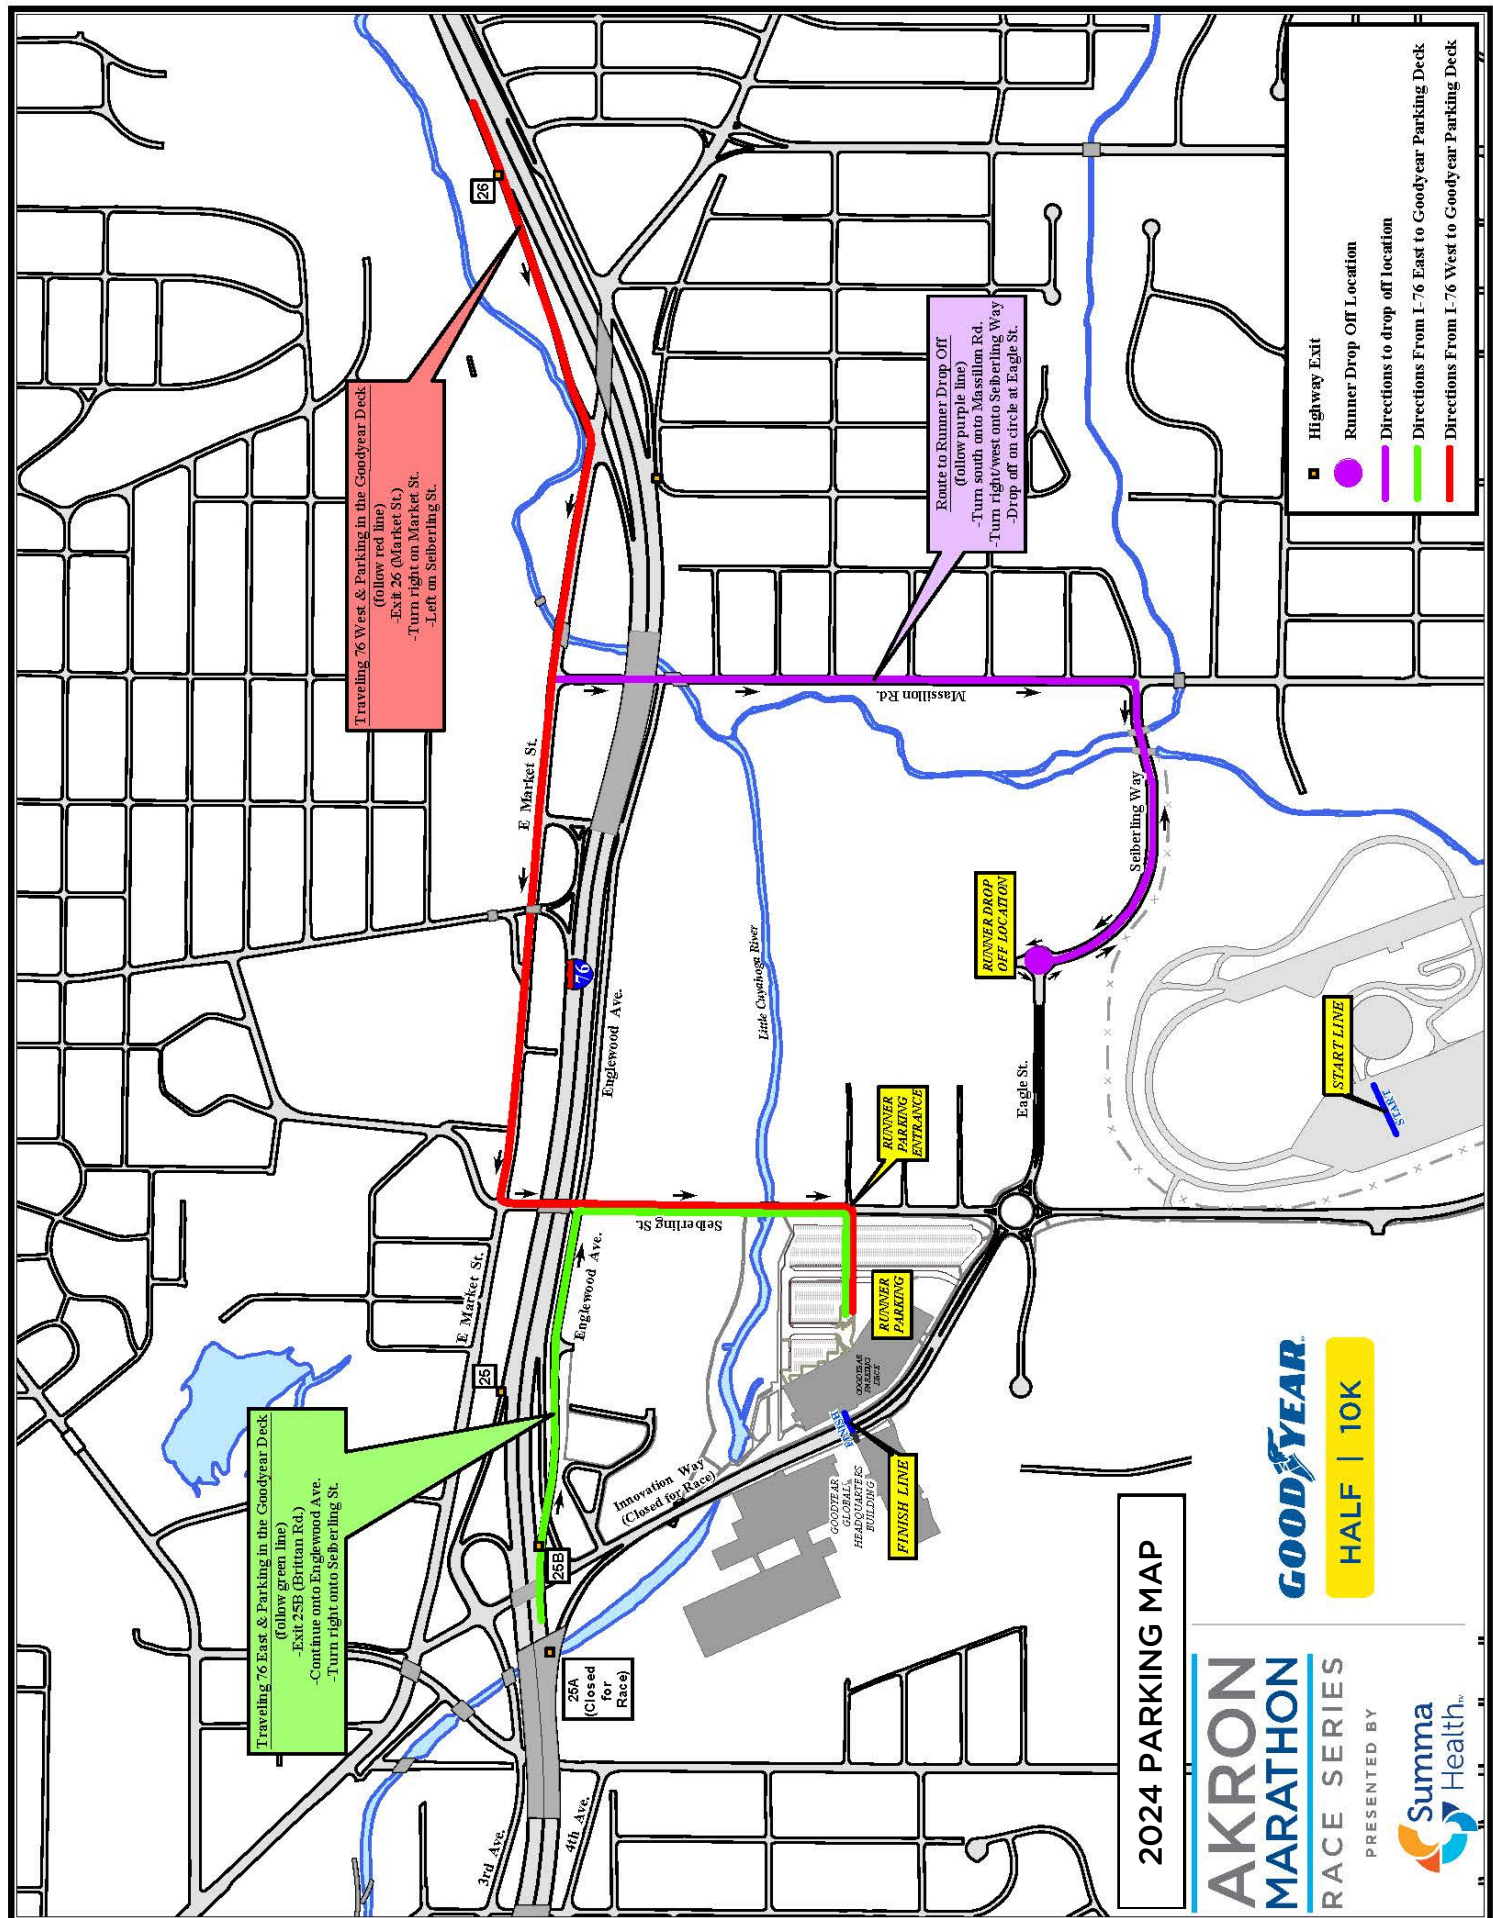 Traveling 76 East & Parking in the Goodyear Deck
(follow green line)
-Exit 25B (Brittan Rd.)
-Continue onto Englewood Ave.
-Turn right onto Seiberling St.
Traveling 76 West & Parking in the Goodyear Deck
(follow red line)
-Exit 26 (Market St.)
-Turn right on Market St.
-Left on Seiberling St.
26
25
25B
25A
(Closed
for
Race)
3rd Ave.
4th Ave.
E Market St.
E Market St.
76
Englewood Ave.
Englewood Ave.
Seiberling St.
Innovation Way
(Closed for Race)
Little Cuyahoga River
Massillon Rd.
Route to Runner Drop Off
(follow purple line)
-Turn south onto Massillon Rd.
-Turn right/west onto Seiberling Way
-Drop off on circle at Eagle St.
RUNNER
PARKING
ENTRANCE
RUNNER
PARKING
GOODYEAR
PARKING
DECK
FINISH
GOODYEAR
GLOBAL
HEADQUARTERS
BUILDING
FINISH LINE
RUNNER DROP
OFF LOCATION
Seiberling Way
Eagle St.
START LINE
START
Highway Exit
Runner Drop Off Location
Directions to drop off location
Directions From I-76 East to Goodyear Parking Deck
Directions From I-76 West to Goodyear Parking Deck
2024 PARKING MAP
AKRON
MARATHON
RACE SERIES
PRESENTED BY
Summa
Health™
GOODYEAR
HALF | 10K